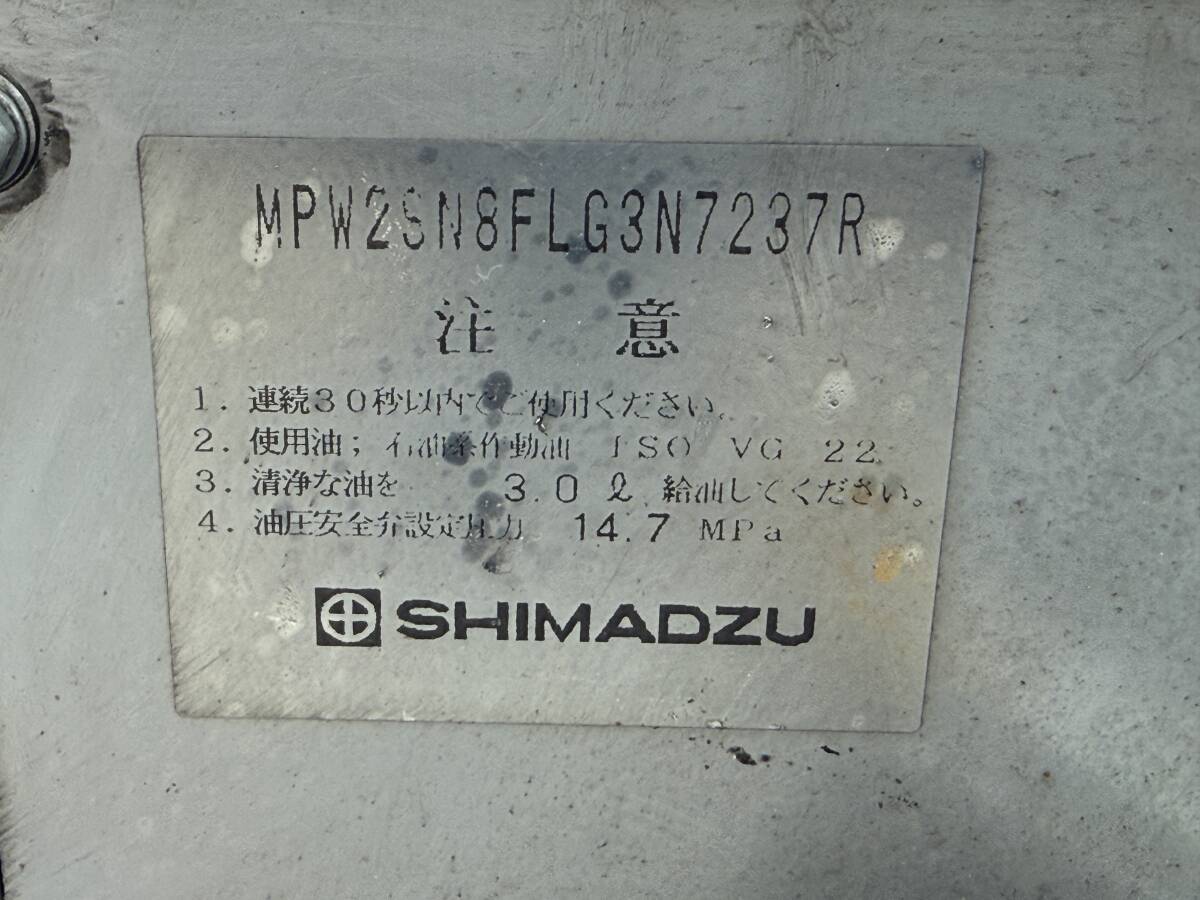 MPW2SN8FLG3N7237R
注 意
1. 連続30秒以内でご使用ください。
2. 使用油; 石油系作動油 ISO VG 22
3. 清浄な油を 3.0 ℓ 給油してください。
4. 油圧安全弁設定圧力 14.7 MPa
SHIMADZU